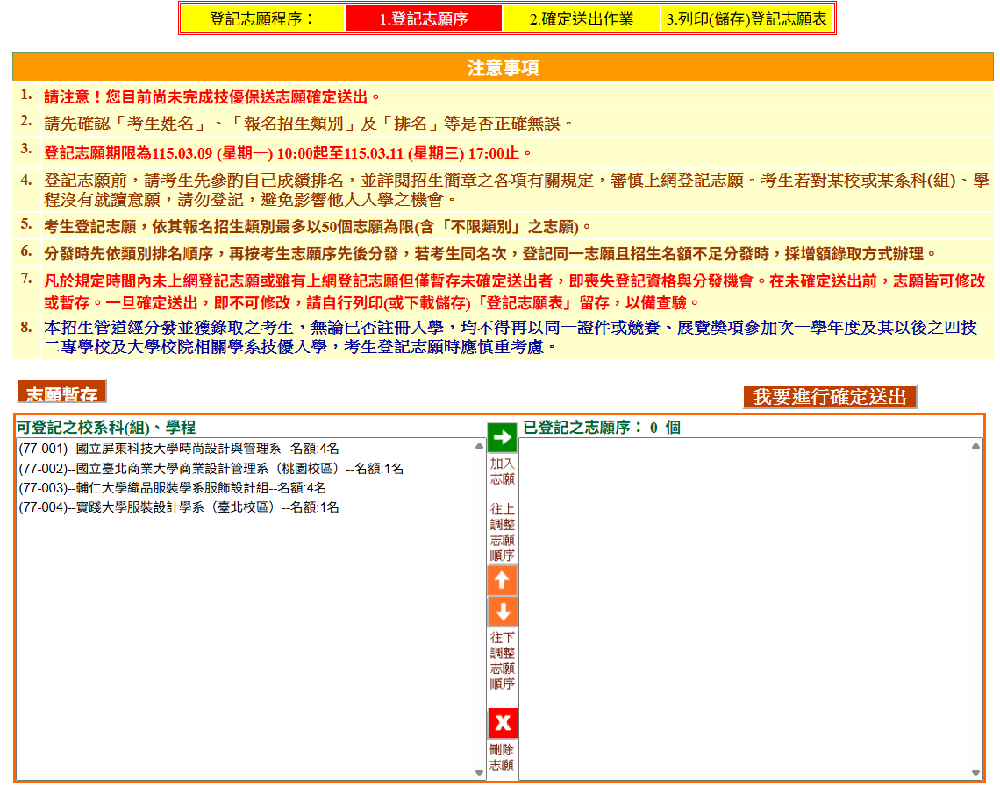 登記志願程序： 1.登記志願序 2.確定送出作業 3.列印(儲存)登記志願表
注意事項
1. 請注意！您目前尚未完成技優保送志願確定送出。
2. 請先確認「考生姓名」、「報名招生類別」及「排名」等是否正確無誤。
3. 登記志願期限為115.03.09 (星期一) 10:00起至115.03.11 (星期三) 17:00止。
4. 登記志願前，請考生先參酌自己成績排名，並詳閱招生簡章之各項有關規定，審慎上網登記志願。考生若對某校或某系科(組)、學
程沒有就讀意願，請勿登記，避免影響他人入學之機會。
5. 考生登記志願，依其報名招生類別最多以50個志願為限(含「不限類別」之志願)。
6. 分發時先依類別排名順序，再按考生志願序先後分發，若考生同名次，登記同一志願且招生名額不足分發時，採增額錄取方式辦理。
7. 凡於規定時間內未上網登記志願或雖有上網登記志願但僅暫存未確定送出者，即喪失登記資格與分發機會。在未確定送出前，志願皆可修改
或暫存。一旦確定送出，即不可修改，請自行列印(或下載儲存)「登記志願表」留存，以備查驗。
8. 本招生管道經分發並獲錄取之考生，無論已否註冊入學，均不得再以同一證件或競賽、展覽獎項參加次一學年度及其以後之四技
二專學校及大學校院相關學系技優入學，考生登記志願時應慎重考慮。
志願暫存
我要進行確定送出
可登記之校系科(組)、學程
(77-001)--國立屏東科技大學時尚設計與管理系--名額:4名
(77-002)--國立臺北商業大學商業設計管理系（桃園校區）--名額:1名
(77-003)--輔仁大學織品服裝學系服飾設計組--名額:4名
(77-004)--實踐大學服裝設計學系（臺北校區）--名額:1名
加入
志願
往上
調整
志願
順序
往下
調整
志願
順序
刪除
志願
已登記之志願序： 0 個